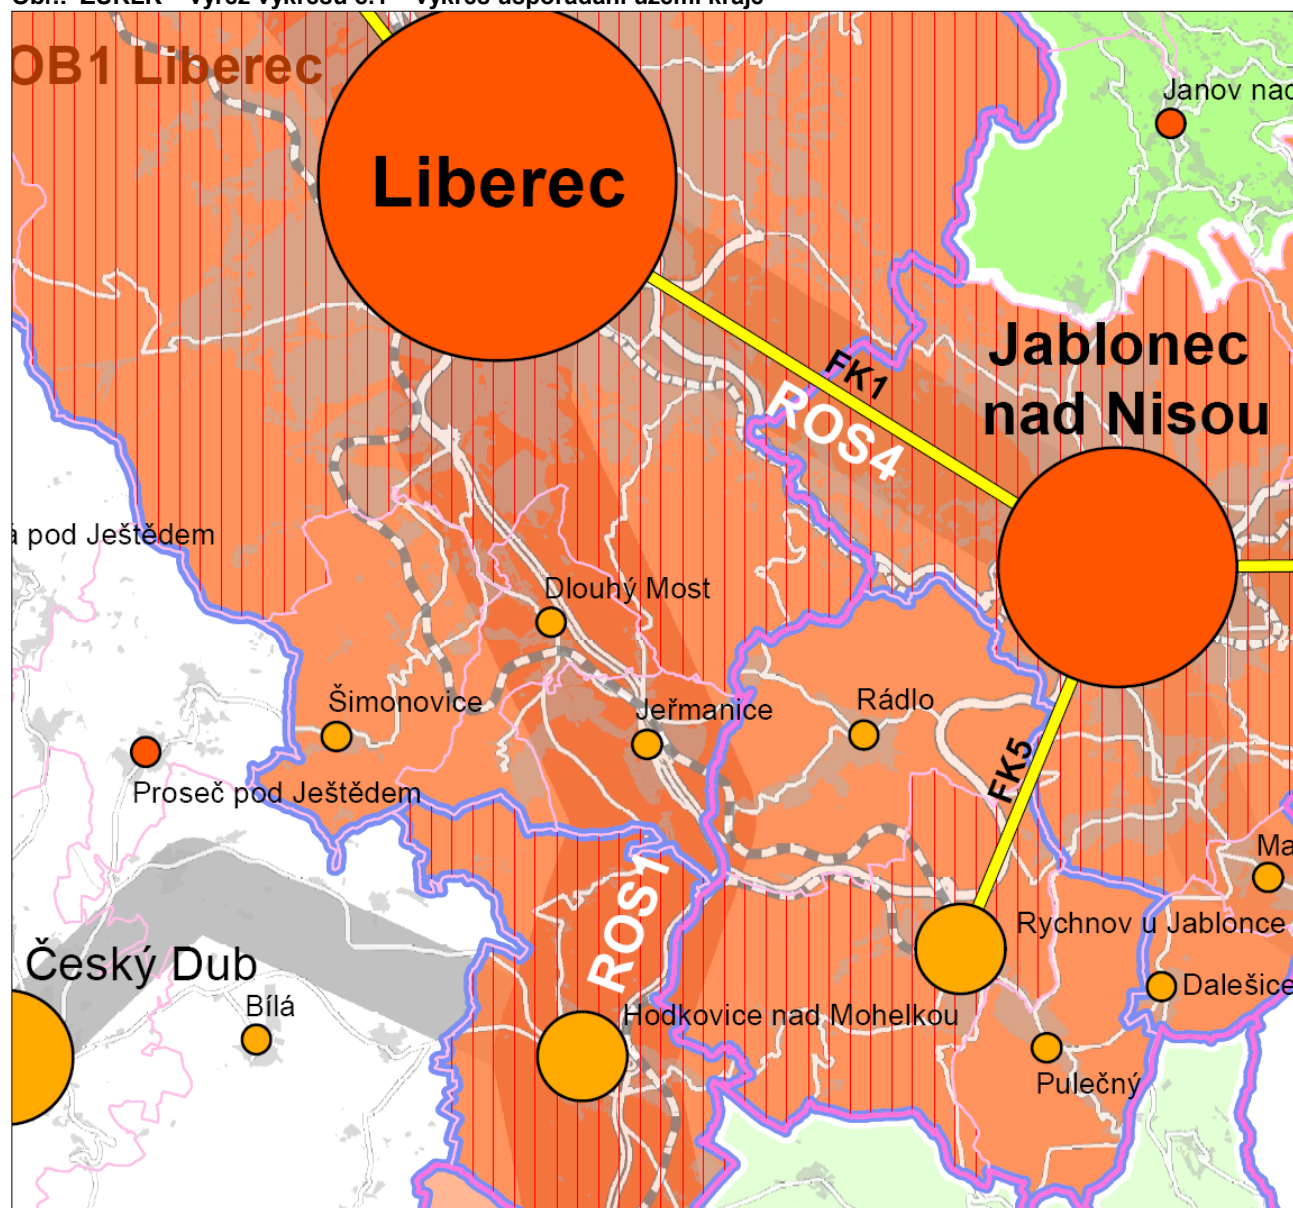 OB1 Liberec
Janov nad
Liberec
FK1
ROS4
Jablonec
nad Nisou
pod Ještědem
Dlouhý Most
Šimonovice
Jeřmanice
Rádlo
FK5
Proseč pod Ještědem
ROS1
Ma
Rychnov u Jablonce
Český Dub
Bílá
Dalešice
Hodkovice nad Mohelkou
Pulečný